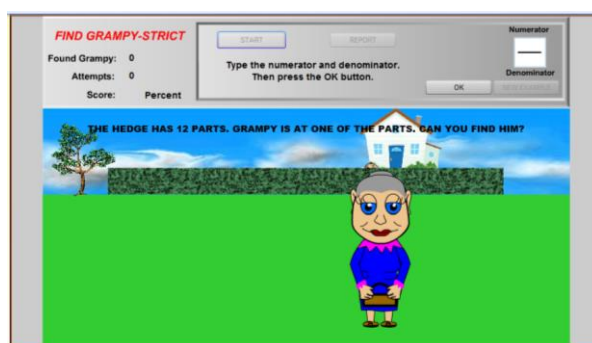 FIND GRAMPY-STRICT
Found Grampy: 0
Attempts: 0
Score: Percent
START
REPORT
Type the numerator and denominator.
Then press the OK button.
Numerator
Denominator
OK
THE HEDGE HAS 12 PARTS. GRAMPY IS AT ONE OF THE PARTS. CAN YOU FIND HIM?